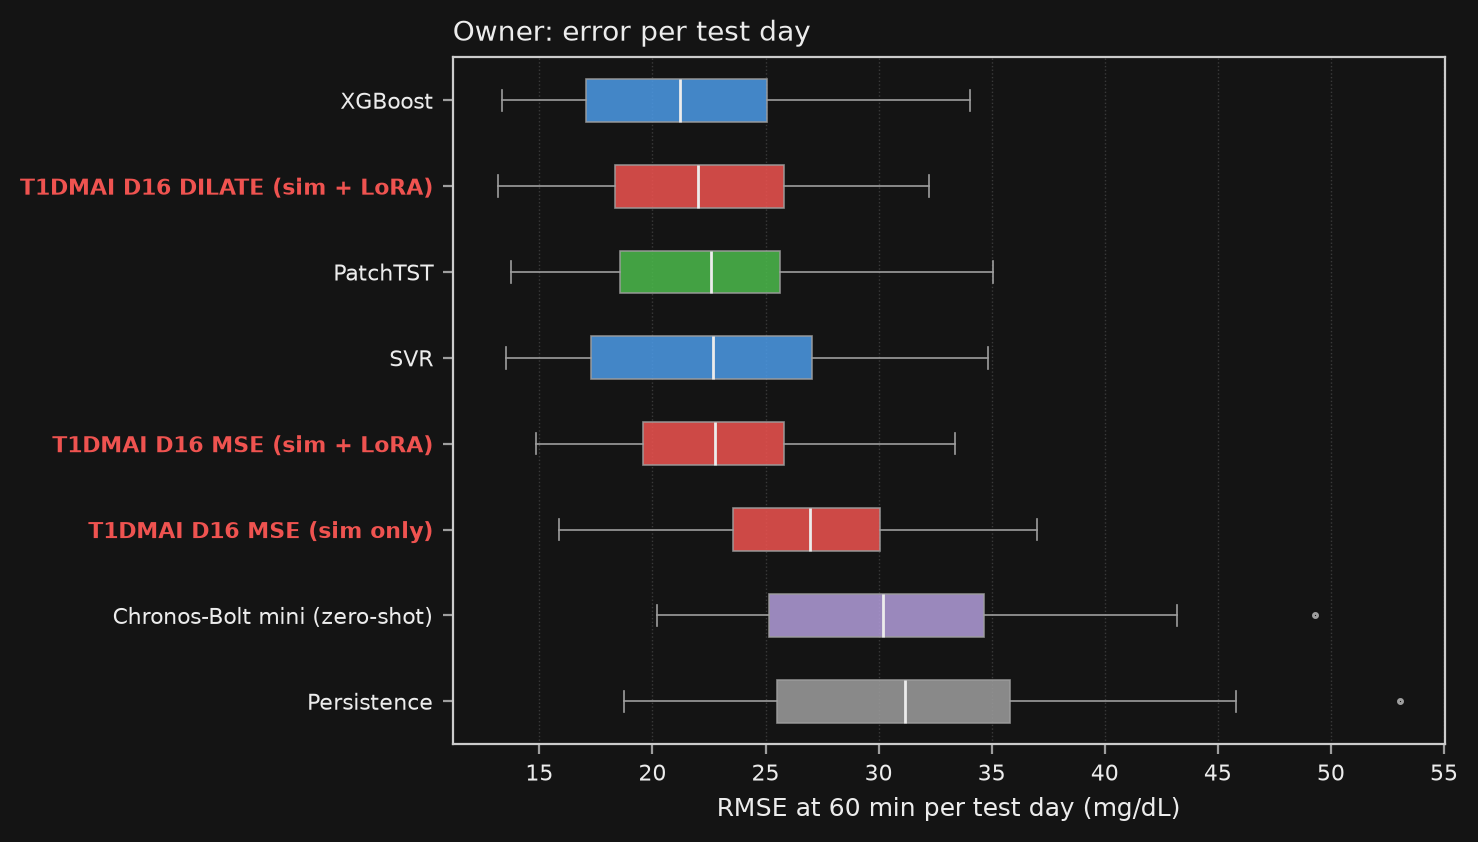 Owner: error per test day
XGBoost
T1DMAI D16 DILATE (sim + LoRA)
PatchTST
SVR
T1DMAI D16 MSE (sim + LoRA)
T1DMAI D16 MSE (sim only)
Chronos-Bolt mini (zero-shot)
Persistence
15 20 25 30 35 40 45 50 55
RMSE at 60 min per test day (mg/dL)